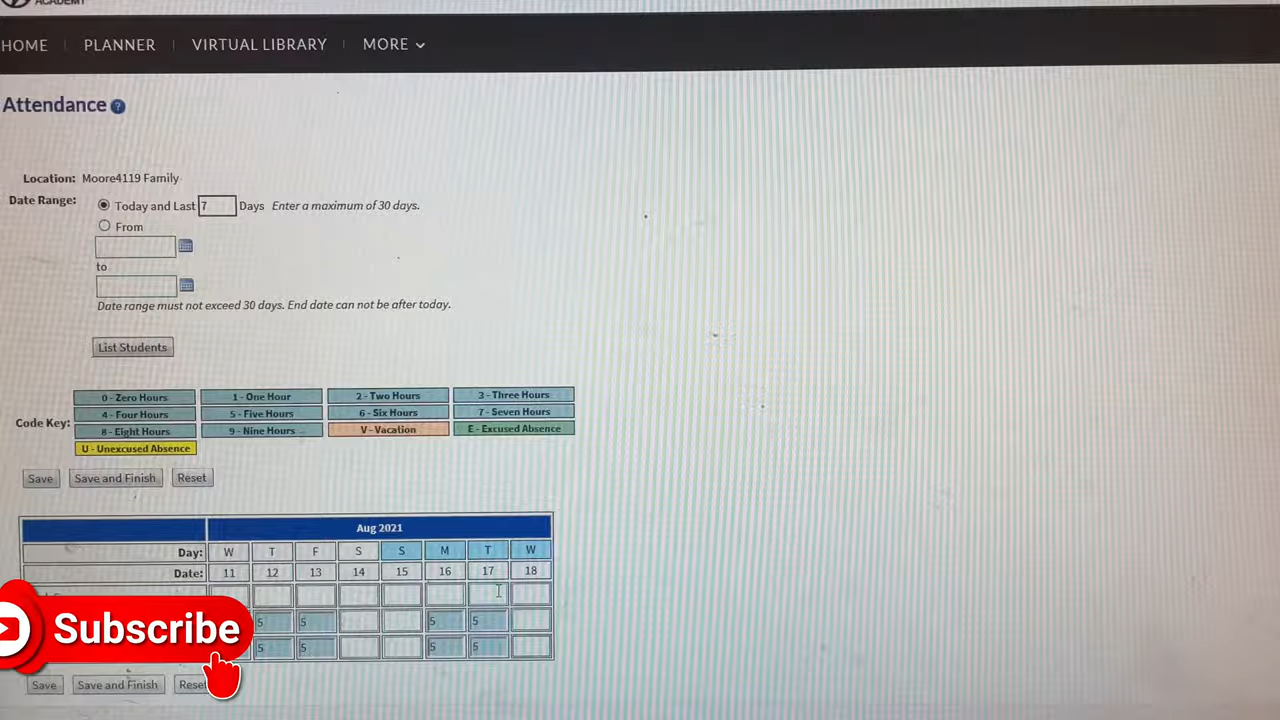 ACADEMY
HOME PLANNER VIRTUAL LIBRARY MORE
Attendance ?
Location: Moore4119 Family
Date Range: Today and Last 7 Days Enter a maximum of 30 days.
From
to
Date range must not exceed 30 days. End date can not be after today.
List Students
Code Key:
0 - Zero Hours 1 - One Hour 2 - Two Hours 3 - Three Hours
4 - Four Hours 5 - Five Hours 6 - Six Hours 7 - Seven Hours
8 - Eight Hours 9 - Nine Hours V - Vacation E - Excused Absence
U - Unexcused Absence
Save Save and Finish Reset
Aug 2021
Day: W T F S S M T W
Date: 11 12 13 14 15 16 17 18
5 5 5 5
5 5 5 5
Subscribe
Save Save and Finish Reset